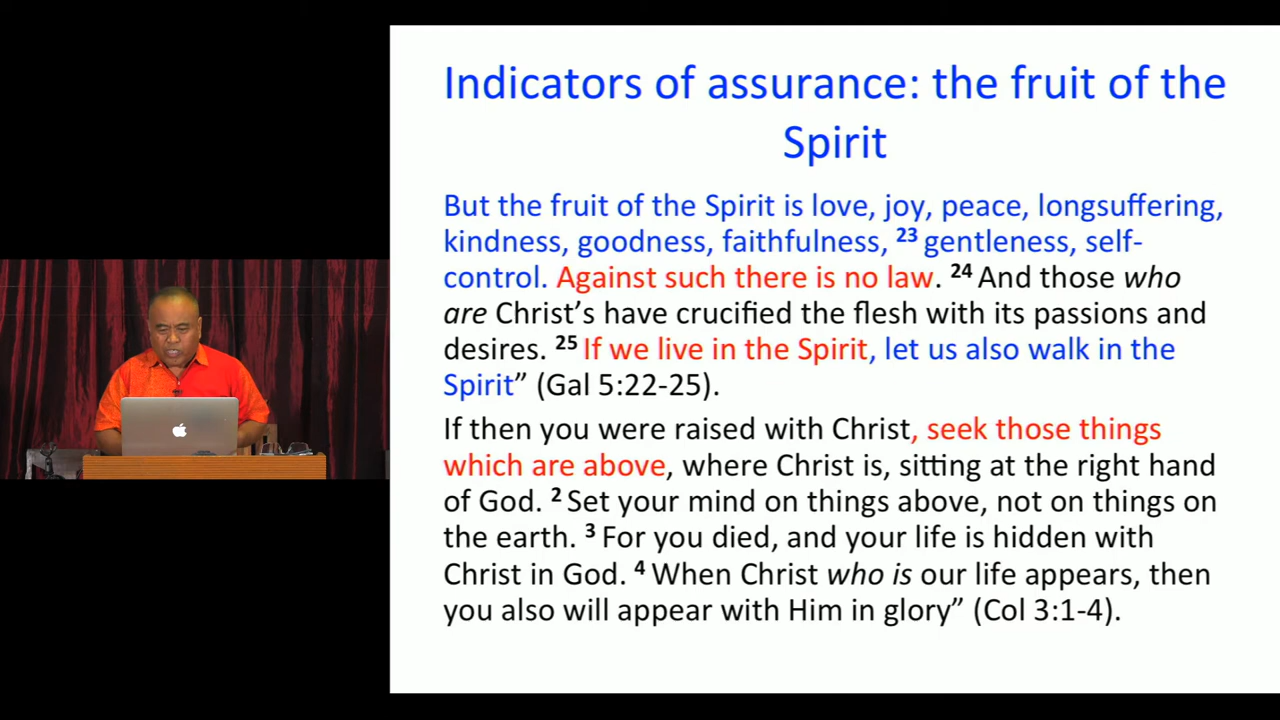 Indicators of assurance: the fruit of the
Spirit
But the fruit of the Spirit is love, joy, peace, longsuffering,
kindness, goodness, faithfulness, 23 gentleness, self-
control. Against such there is no law. 24 And those who
are Christ’s have crucified the flesh with its passions and
desires. 25 If we live in the Spirit, let us also walk in the
Spirit” (Gal 5:22-25).
If then you were raised with Christ, seek those things
which are above, where Christ is, sitting at the right hand
of God. 2 Set your mind on things above, not on things on
the earth. 3 For you died, and your life is hidden with
Christ in God. 4 When Christ who is our life appears, then
you also will appear with Him in glory” (Col 3:1-4).